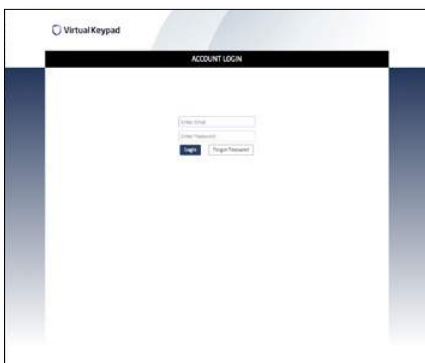 Virtual Keypad
ACCOUNT LOGIN
Enter Email
Enter Password
Login Forgot Password